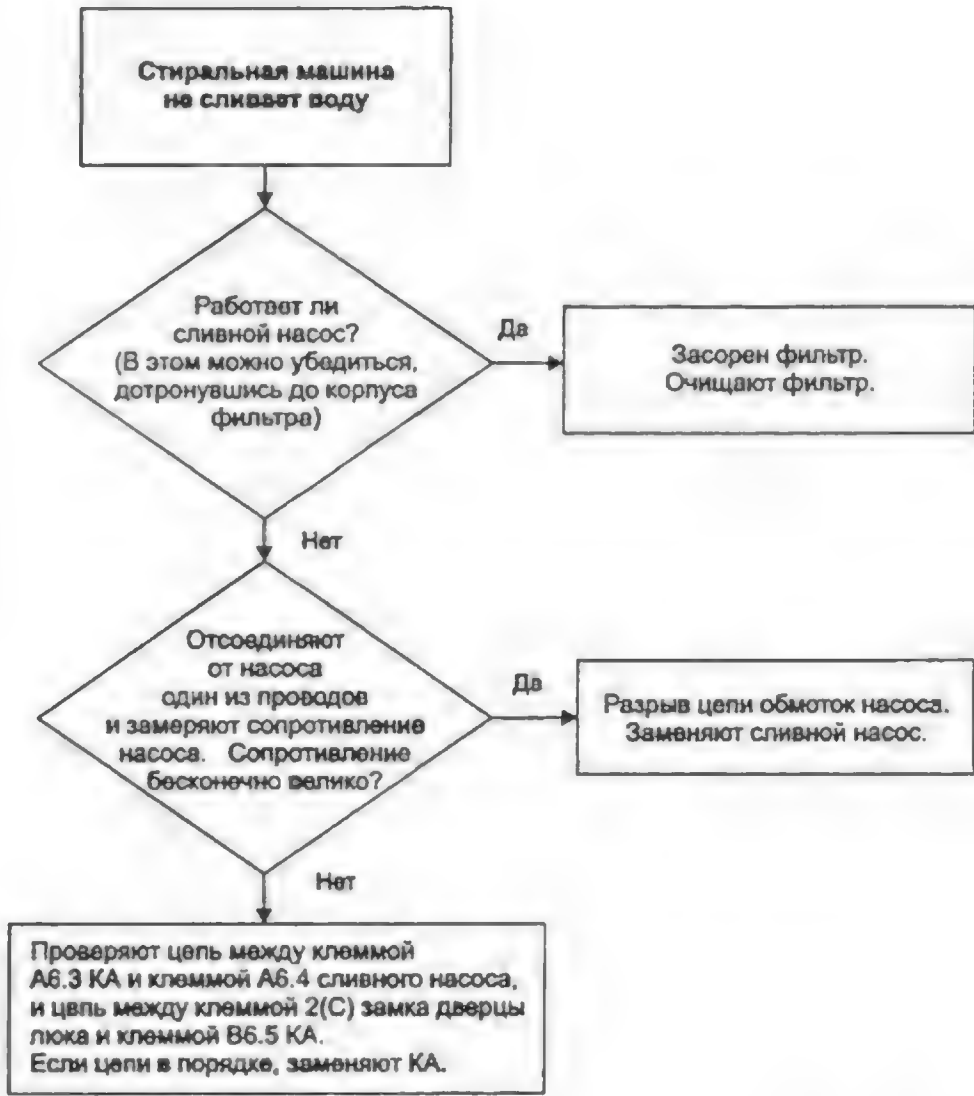 Стиральная машина
не сливает воду
Работает ли
сливной насос?
(В этом можно убедиться,
дотронувшись до корпуса
фильтра)
Да
Засорен фильтр.
Очищают фильтр.
Нет
Отсоединяют
от насоса
один из проводов
и замеряют сопротивление
насоса. Сопротивление
бесконечно велико?
Да
Разрыв цепи обмоток насоса.
Заменяют сливной насос.
Нет
Проверяют цепь между клеммой
А6.3 КА и клеммой А6.4 сливного насоса,
и цепь между клеммой 2(С) замка дверцы
люка и клеммой В6.5 КА.
Если цепи в порядке, заменяют КА.